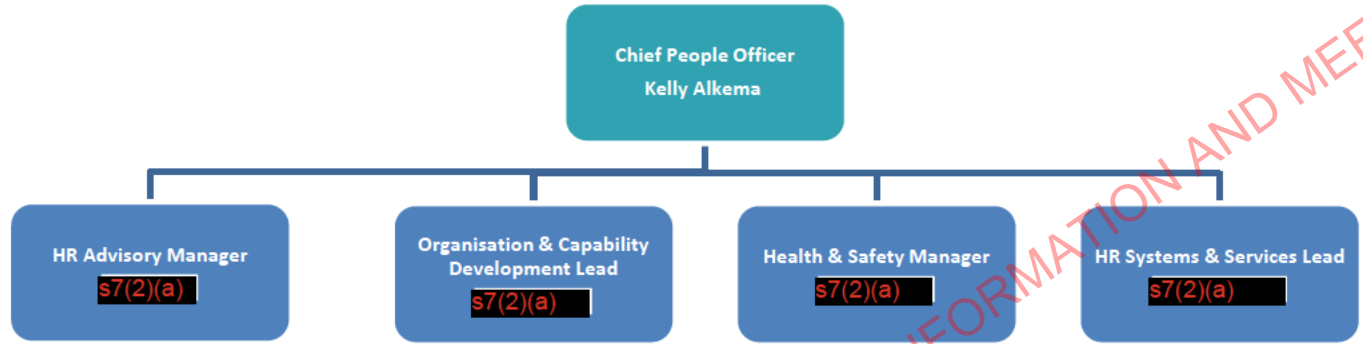 Chief People Officer
Kelly Alkema
HR Advisory Manager
s7(2)(a)
Organisation & Capability
Development Lead
s7(2)(a)
Health & Safety Manager
s7(2)(a)
HR Systems & Services Lead
s7(2)(a)
INFORMATION AND